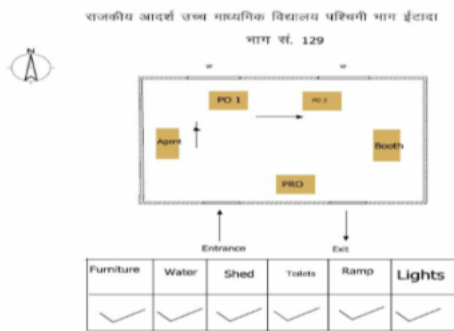 राजकीय आदर्श उच्च माध्यमिक विद्यालय पश्चिमी भाग ईटादा
भाग सं. 129
N
W W
PO 1 PO 2
Agent Booth
PRO
Entrance Exit
Furniture Water Shed Toilets Ramp Lights